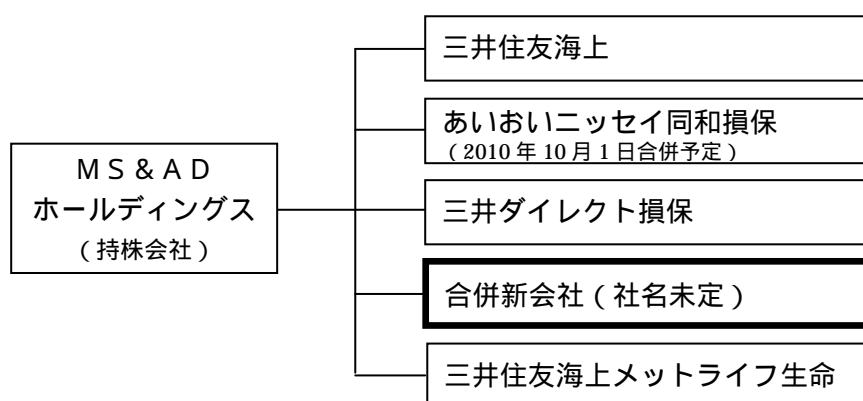 三井住友海上
あいおいニッセイ同和損保
（2010年10月1日合併予定）
MS&AD
ホールディングス
（持株会社）
三井ダイレクト損保
合併新会社（社名未定）
三井住友海上メットライフ生命